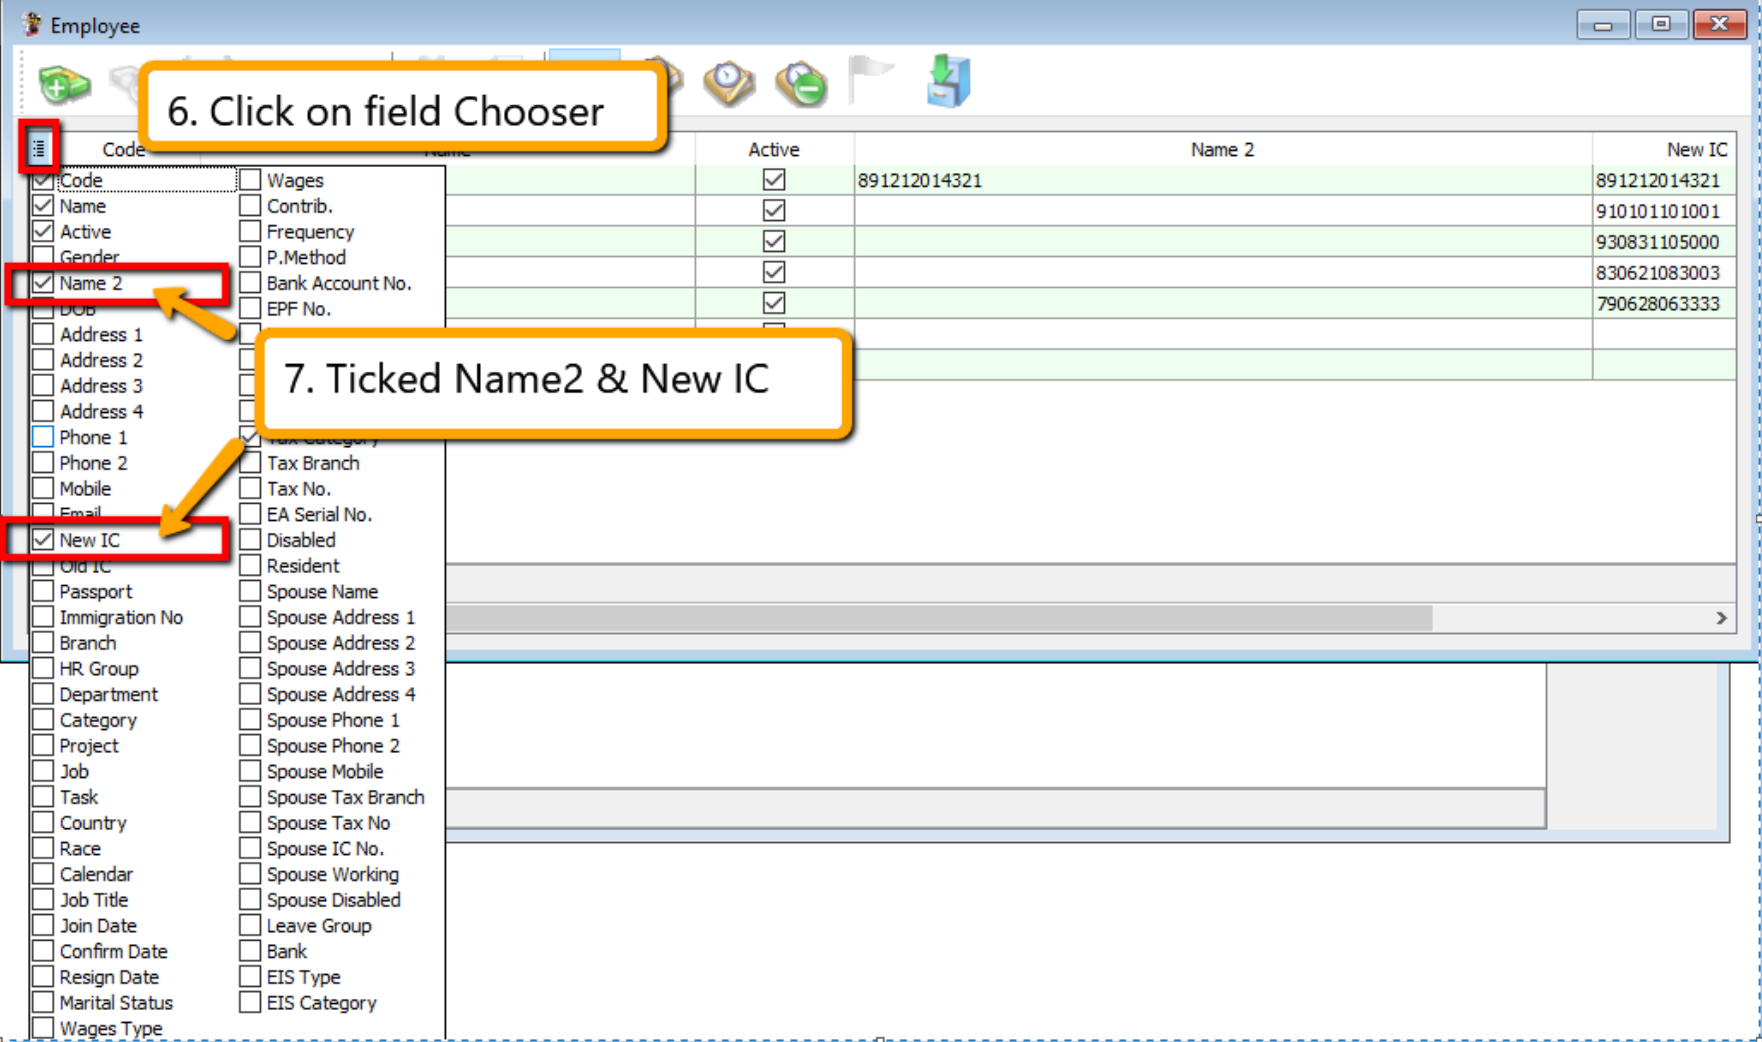 Employee
6. Click on field Chooser
Code Name Active Name 2 New IC
891212014321 891212014321
910101101001
930831105000
830621083003
790628063333
Code
Name
Active
Gender
Name 2
DOB
Address 1
Address 2
Address 3
Address 4
Phone 1
Phone 2
Mobile
Email
New IC
Old IC
Passport
Immigration No
Branch
HR Group
Department
Category
Project
Job
Task
Country
Race
Calendar
Job Title
Join Date
Confirm Date
Resign Date
Marital Status
Wages Type
Wages
Contrib.
Frequency
P.Method
Bank Account No.
EPF No.
Tax Category
Tax Branch
Tax No.
EA Serial No.
Disabled
Resident
Spouse Name
Spouse Address 1
Spouse Address 2
Spouse Address 3
Spouse Address 4
Spouse Phone 1
Spouse Phone 2
Spouse Mobile
Spouse Tax Branch
Spouse Tax No
Spouse IC No.
Spouse Working
Spouse Disabled
Leave Group
Bank
EIS Type
EIS Category
7. Ticked Name2 & New IC